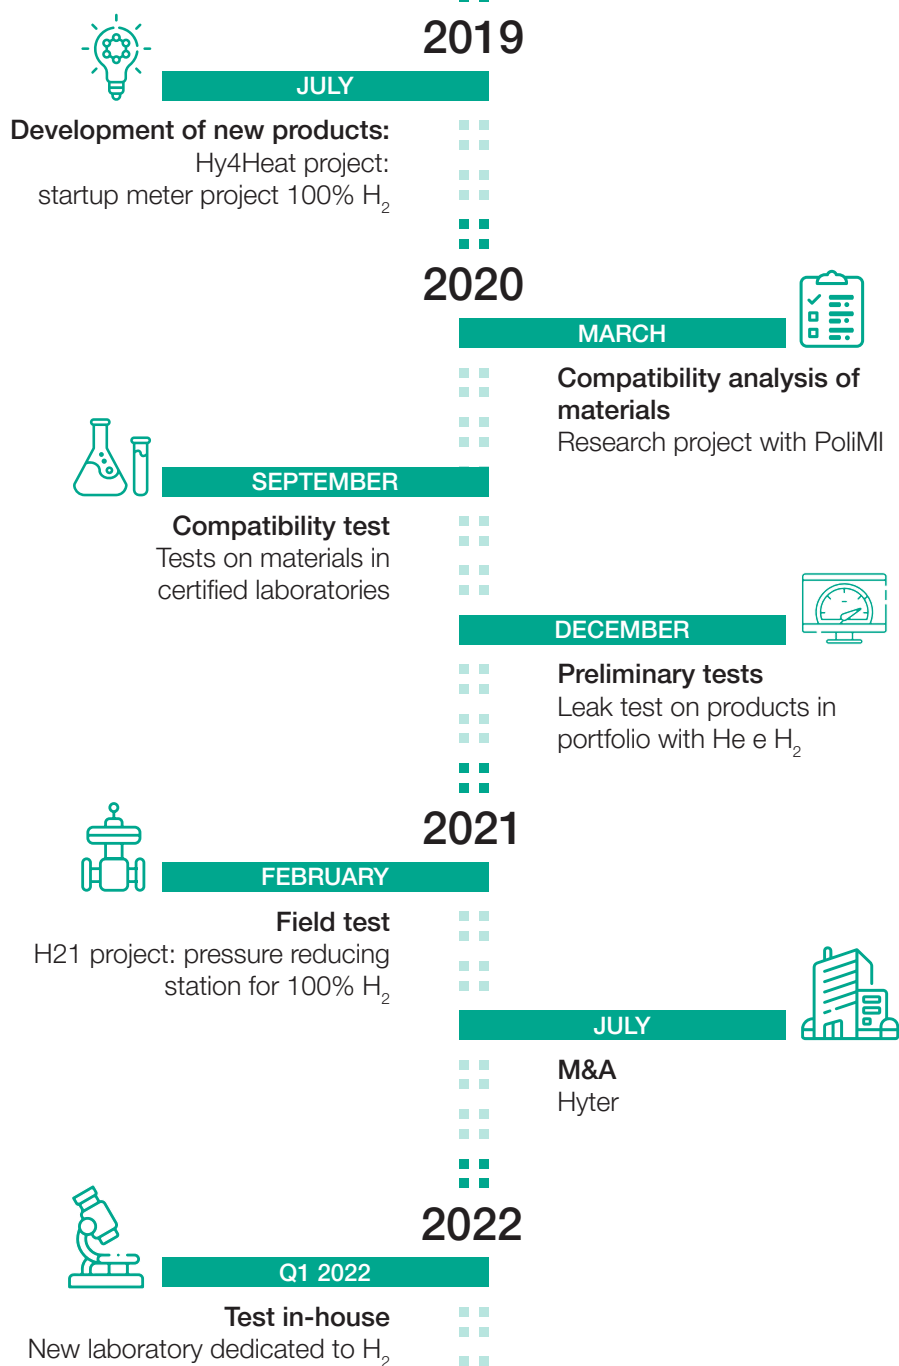 2019
JULY
Development of new products:
Hy4Heat project:
startup meter project 100% H₂
2020
MARCH
Compatibility analysis of
materials
Research project with PoliMI
SEPTEMBER
Compatibility test
Tests on materials in
certified laboratories
DECEMBER
Preliminary tests
Leak test on products in
portfolio with He e H₂
2021
FEBRUARY
Field test
H21 project: pressure reducing
station for 100% H₂
JULY
M&A
Hyter
2022
Q1 2022
Test in-house
New laboratory dedicated to H₂